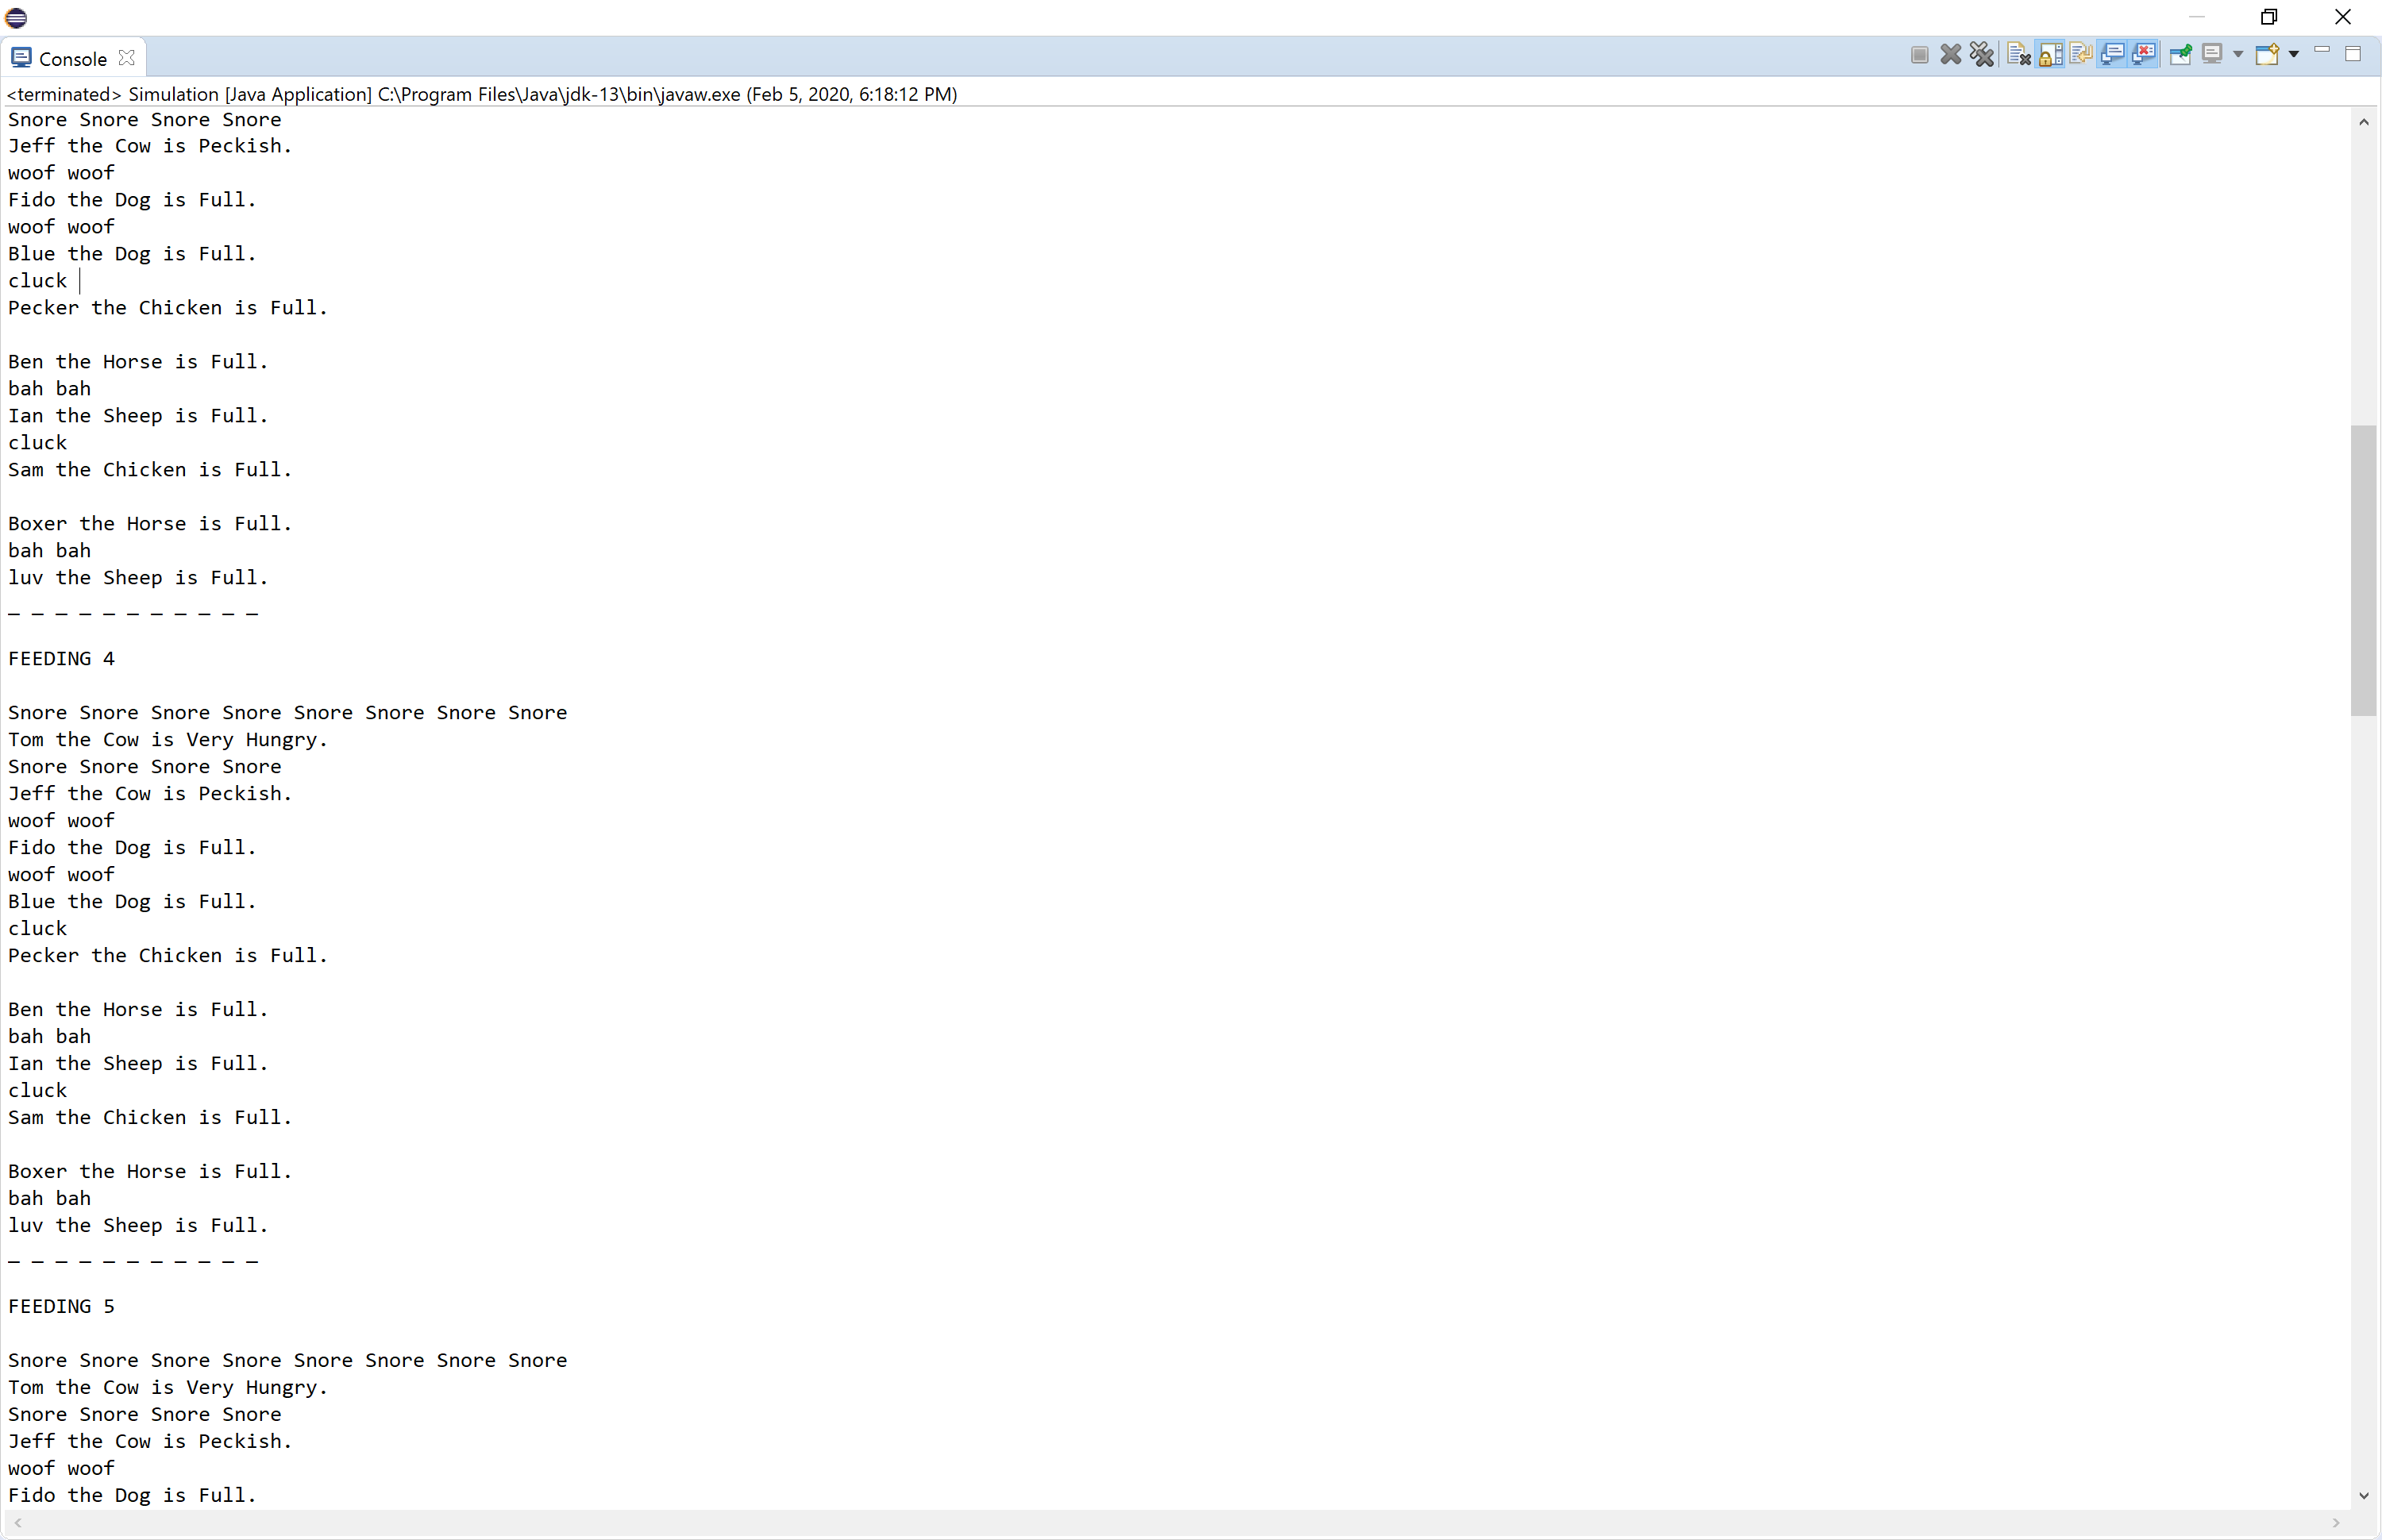 Console
<terminated> Simulation [Java Application] C:\Program Files\Java\jdk-13\bin\javaw.exe (Feb 5, 2020, 6:18:12 PM)
Snore Snore Snore Snore
Jeff the Cow is Peckish.
woof woof
Fido the Dog is Full.
woof woof
Blue the Dog is Full.
cluck
Pecker the Chicken is Full.
Ben the Horse is Full.
bah bah
Ian the Sheep is Full.
cluck
Sam the Chicken is Full.
Boxer the Horse is Full.
bah bah
luv the Sheep is Full.
_ _ _ _ _ _ _ _ _ _ _
FEEDING 4
Snore Snore Snore Snore Snore Snore Snore Snore
Tom the Cow is Very Hungry.
Snore Snore Snore Snore
Jeff the Cow is Peckish.
woof woof
Fido the Dog is Full.
woof woof
Blue the Dog is Full.
cluck
Pecker the Chicken is Full.
Ben the Horse is Full.
bah bah
Ian the Sheep is Full.
cluck
Sam the Chicken is Full.
Boxer the Horse is Full.
bah bah
luv the Sheep is Full.
_ _ _ _ _ _ _ _ _ _ _
FEEDING 5
Snore Snore Snore Snore Snore Snore Snore Snore
Tom the Cow is Very Hungry.
Snore Snore Snore Snore
Jeff the Cow is Peckish.
woof woof
Fido the Dog is Full.